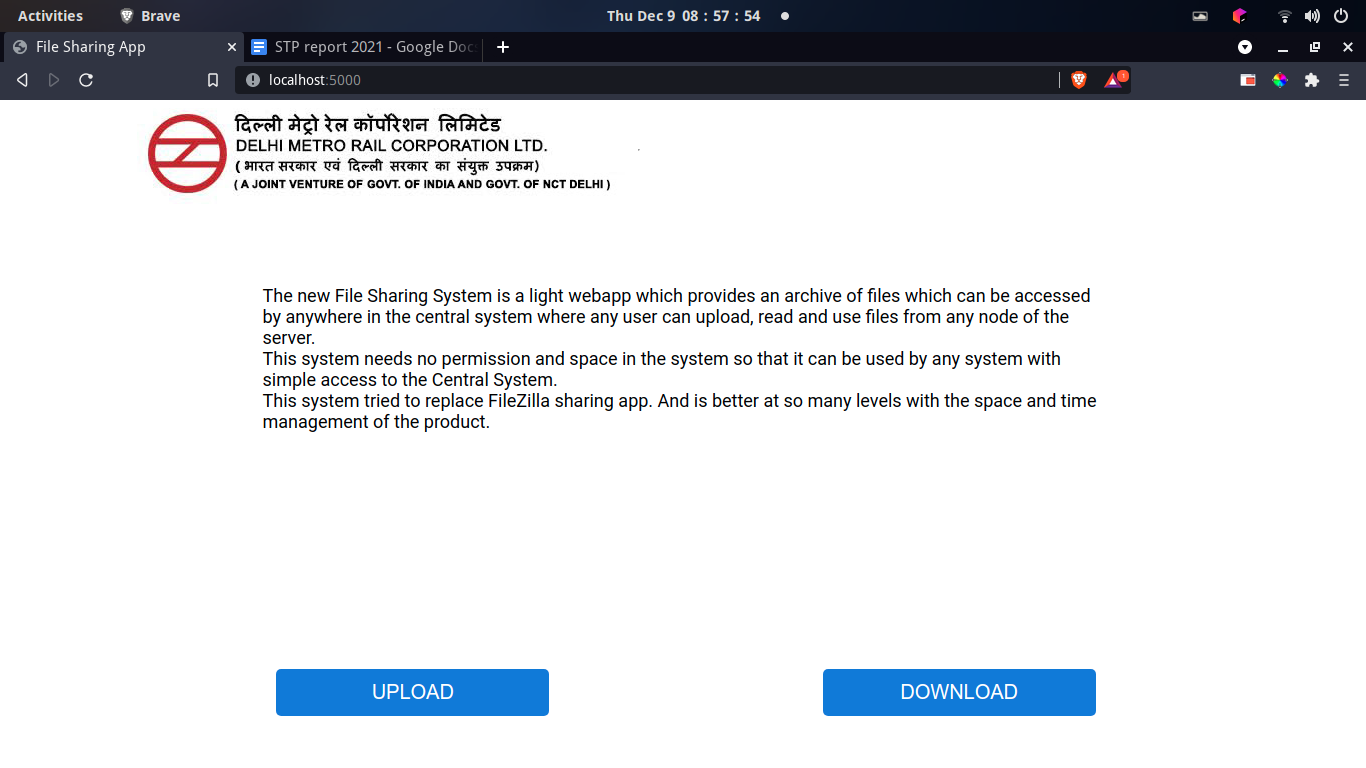 Activities
Brave
Thu Dec 9 08 : 57 : 54
File Sharing App
STP report 2021 - Google Doc
localhost:5000
1
दिल्ली मेट्रो रेल कॉर्पोरेशन लिमिटेड
DELHI METRO RAIL CORPORATION LTD.
( भारत सरकार एवं दिल्ली सरकार का संयुक्त उपक्रम)
( A JOINT VENTURE OF GOVT. OF INDIA AND GOVT. OF NCT DELHI )
The new File Sharing System is a light webapp which provides an archive of files which can be accessed
by anywhere in the central system where any user can upload, read and use files from any node of the
server.
This system needs no permission and space in the system so that it can be used by any system with
simple access to the Central System.
This system tried to replace FileZilla sharing app. And is better at so many levels with the space and time
management of the product.
UPLOAD
DOWNLOAD